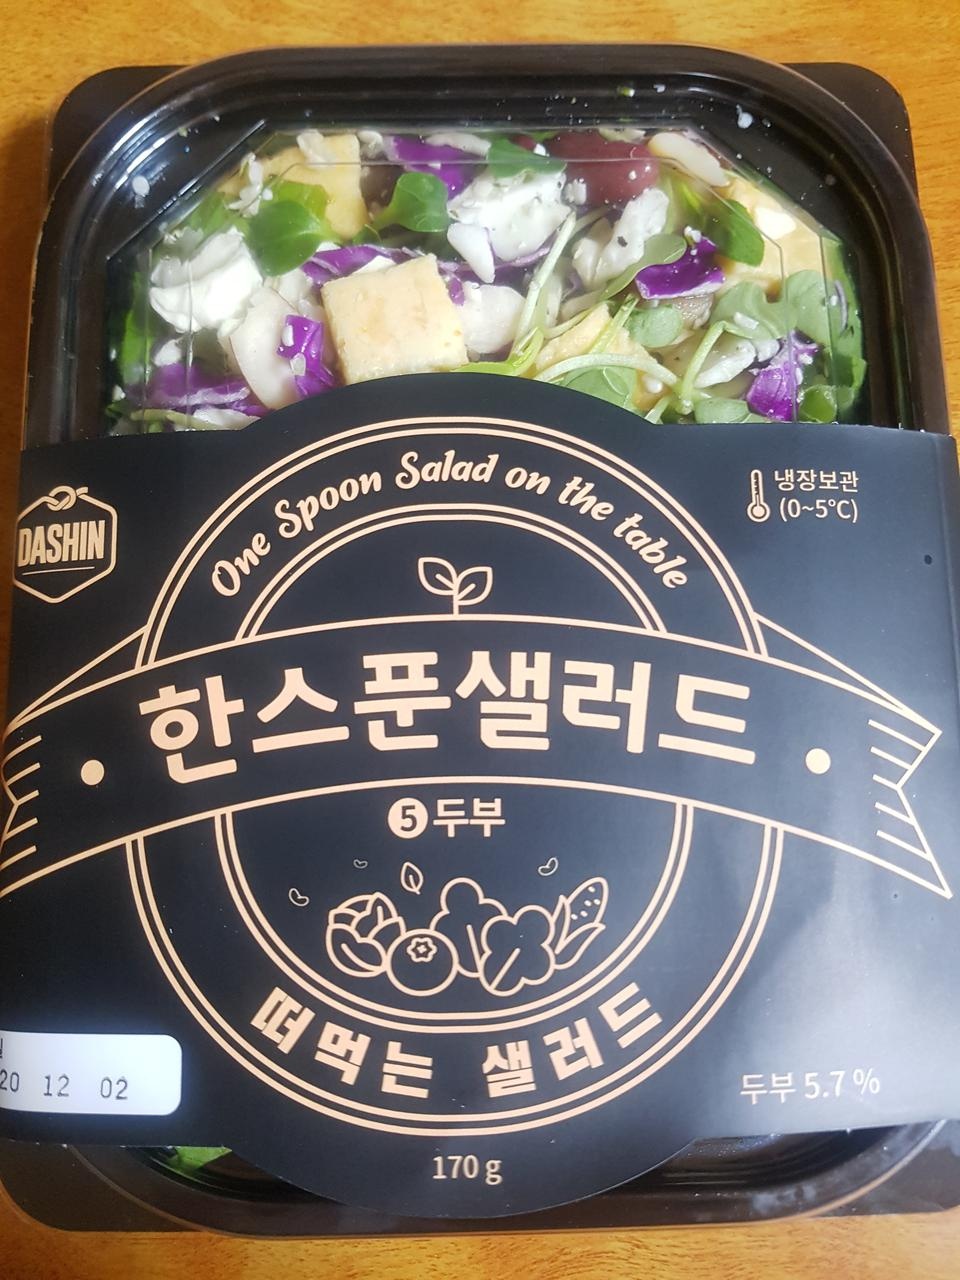 One Spoon Salad on the table
냉장보관
(0~5℃)
DASHIN
한스푼샐러드
5 두부
떠먹는 샐러드
20 12 02
두부 5.7 %
170 g